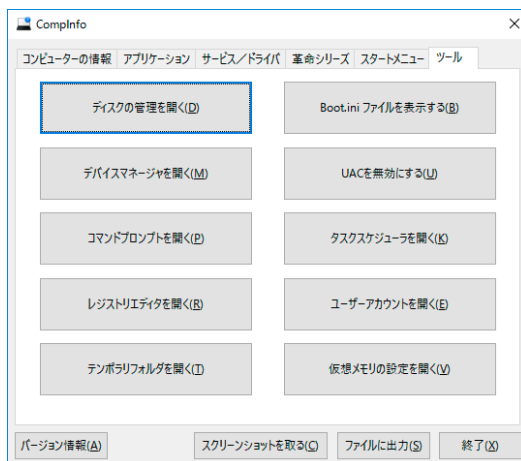 CompInfo
コンピューターの情報 アプリケーション サービス／ドライバ 革命シリーズ スタートメニュー ツール
ディスクの管理を開く(D) Boot.ini ファイルを表示する(B)
デバイスマネージャを開く(M) UACを無効にする(U)
コマンドプロンプトを開く(P) タスクスケジューラを開く(K)
レジストリエディタを開く(R) ユーザーアカウントを開く(E)
テンポラリフォルダを開く(T) 仮想メモリの設定を開く(V)
バージョン情報(A) スクリーンショットを取る(C) ファイルに出力(S) 終了(X)